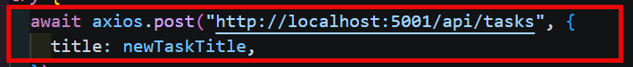 await axios.post("http://localhost:5001/api/tasks", {
title: newTaskTitle,